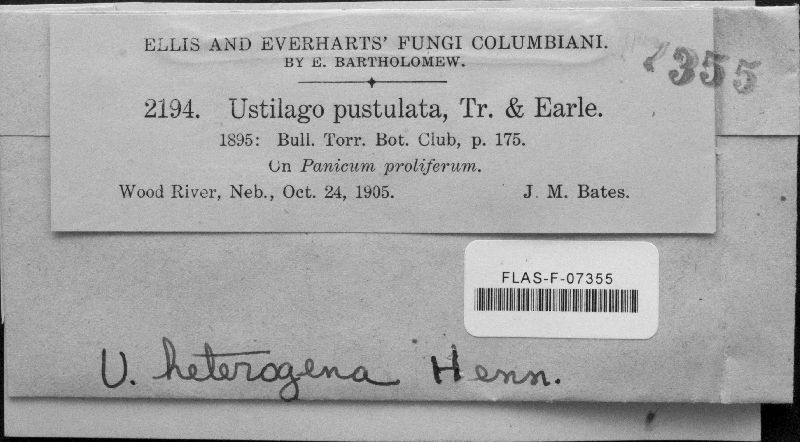 ELLIS AND EVERHARTS' FUNGI COLUMBIANI.
BY E. BARTHOLOMEW.
7355
2194. Ustilago pustulata, Tr. & Earle.
1895: Bull. Torr. Bot. Club, p. 175.
On Panicum proliferum.
Wood River, Neb., Oct. 24, 1905. J. M. Bates.
FLAS-F-07355
U. heterogena Henn.